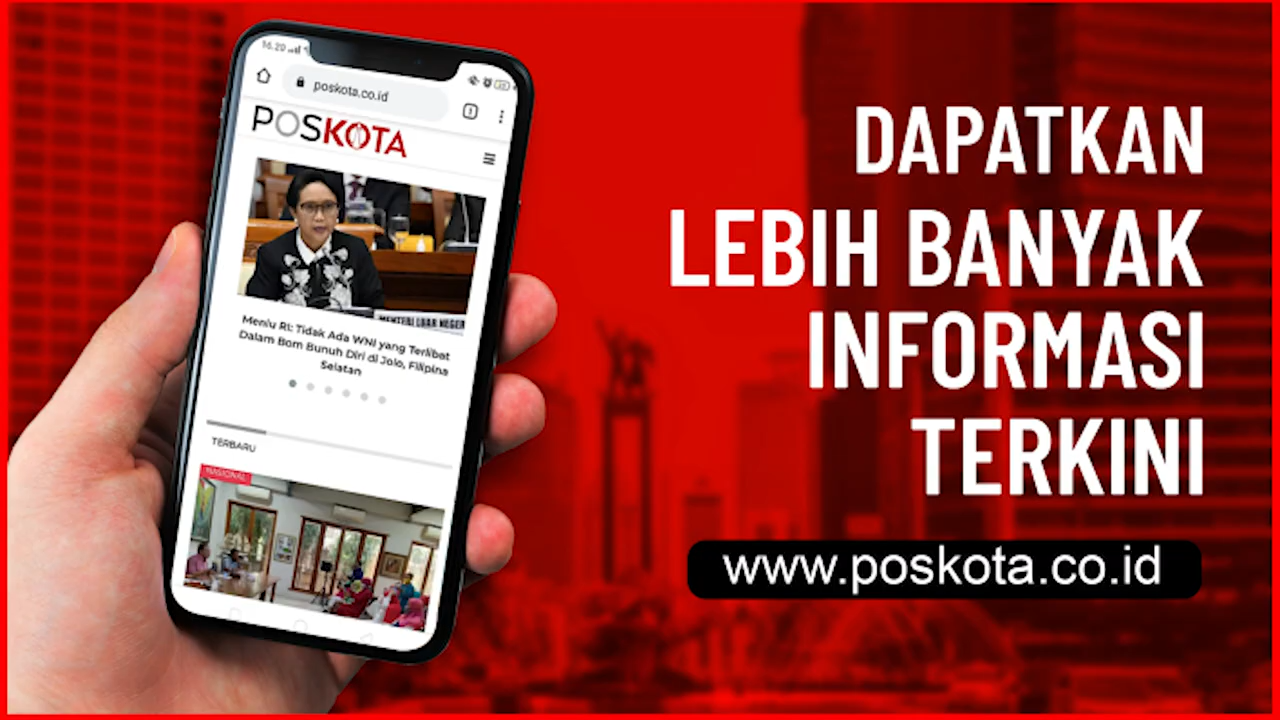 16.20
poskota.co.id
POSKOTA
MENTERI LUAR NEGERI
Menlu RI: Tidak Ada WNI yang Terlibat
Dalam Bom Bunuh Diri di Jolo, Filipina
Selatan
TERBARU
NASIONAL
DAPATKAN
LEBIH BANYAK
INFORMASI
TERKINI
www.poskota.co.id